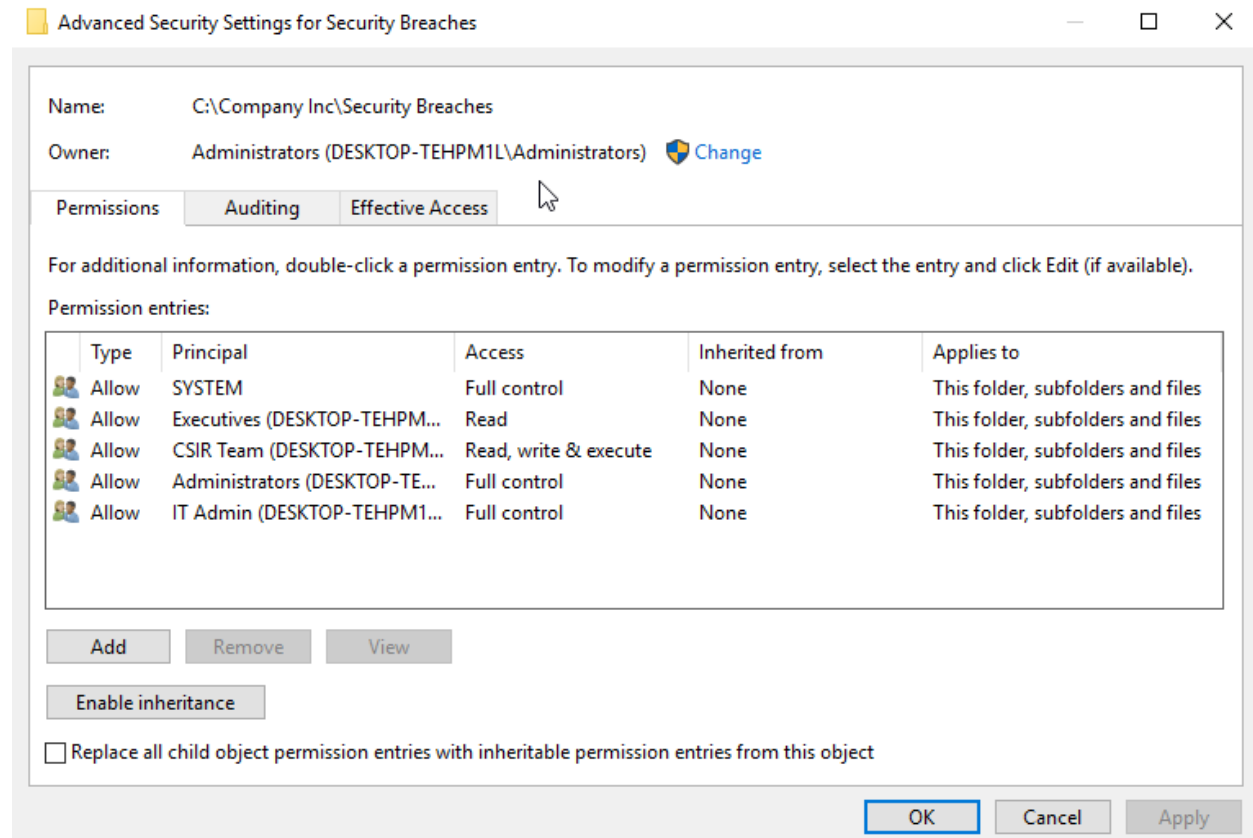 Advanced Security Settings for Security Breaches
Name: C:\Company Inc\Security Breaches
Owner: Administrators (DESKTOP-TEHPM1L\Administrators) Change
Permissions Auditing Effective Access
For additional information, double-click a permission entry. To modify a permission entry, select the entry and click Edit (if available).
Permission entries:
Type Principal Access Inherited from Applies to
Allow SYSTEM Full control None This folder, subfolders and files
Allow Executives (DESKTOP-TEHPM... Read None This folder, subfolders and files
Allow CSIR Team (DESKTOP-TEHPM... Read, write & execute None This folder, subfolders and files
Allow Administrators (DESKTOP-TE... Full control None This folder, subfolders and files
Allow IT Admin (DESKTOP-TEHPM1... Full control None This folder, subfolders and files
Add Remove View
Enable inheritance
Replace all child object permission entries with inheritable permission entries from this object
OK Cancel Apply